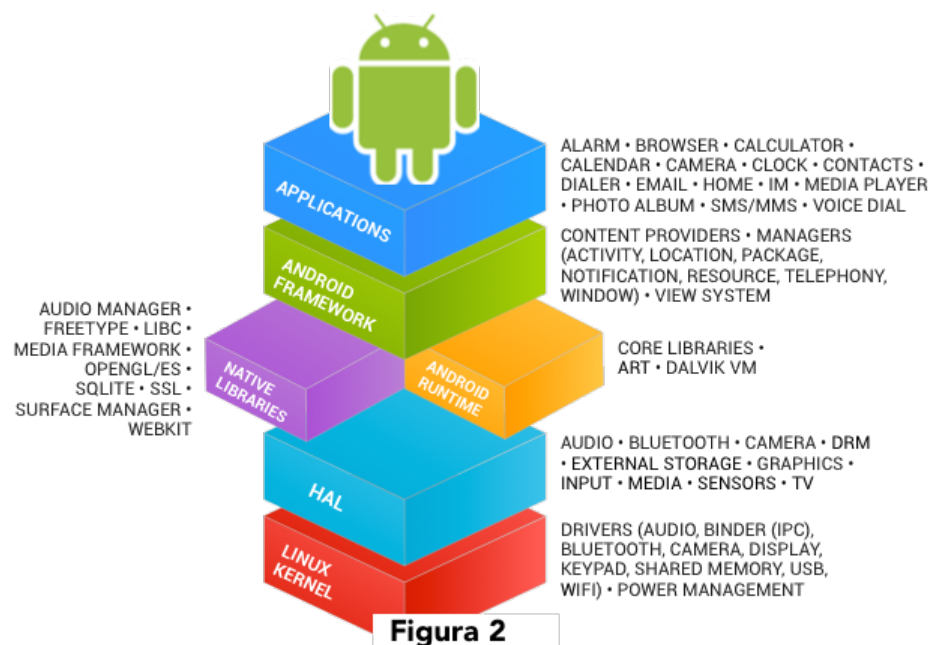 APPLICATIONS
ALARM • BROWSER • CALCULATOR •
CALENDAR • CAMERA • CLOCK • CONTACTS •
DIALER • EMAIL • HOME • IM • MEDIA PLAYER
• PHOTO ALBUM • SMS/MMS • VOICE DIAL
ANDROID
FRAMEWORK
CONTENT PROVIDERS • MANAGERS
(ACTIVITY, LOCATION, PACKAGE,
NOTIFICATION, RESOURCE, TELEPHONY,
WINDOW) • VIEW SYSTEM
AUDIO MANAGER •
FREETYPE • LIBC •
MEDIA FRAMEWORK •
OPENGL/ES •
SQLITE • SSL •
SURFACE MANAGER •
WEBKIT
NATIVE
LIBRARIES
ANDROID
RUNTIME
CORE LIBRARIES •
ART • DALVIK VM
HAL
AUDIO • BLUETOOTH • CAMERA • DRM
• EXTERNAL STORAGE • GRAPHICS •
INPUT • MEDIA • SENSORS • TV
LINUX
KERNEL
DRIVERS (AUDIO, BINDER (IPC),
BLUETOOTH, CAMERA, DISPLAY,
KEYPAD, SHARED MEMORY, USB,
WIFI) • POWER MANAGEMENT
Figura 2